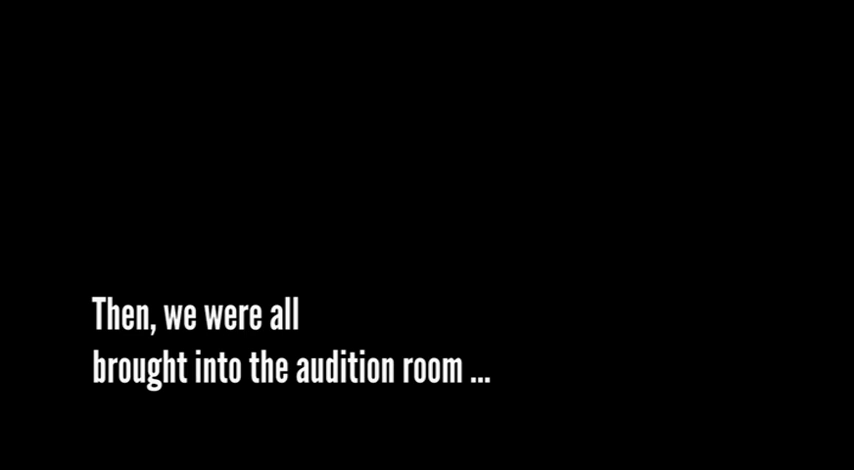 Then, we were all
brought into the audition room ...